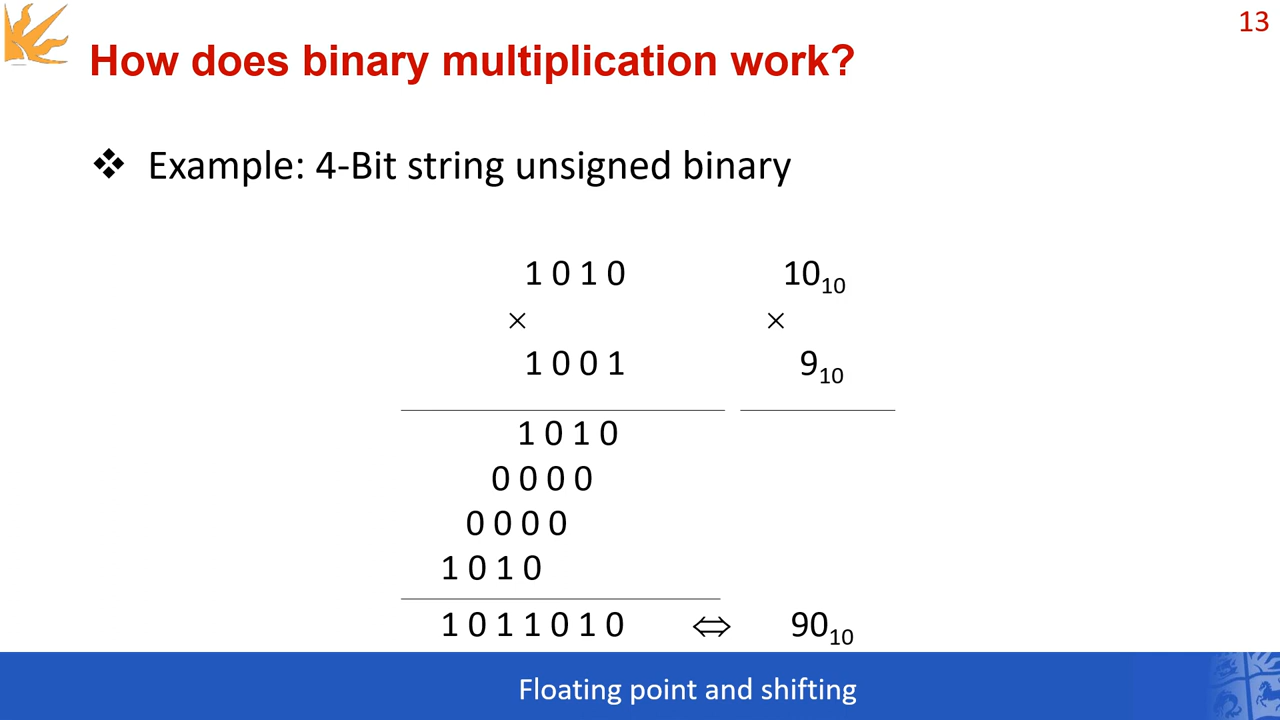 13
How does binary multiplication work?
❖ Example: 4-Bit string unsigned binary
1 0 1 0 10₁₀
× ×
1 0 0 1 9₁₀
1 0 1 0
0 0 0 0
0 0 0 0
1 0 1 0
1 0 1 1 0 1 0 ⇔ 90₁₀
Floating point and shifting